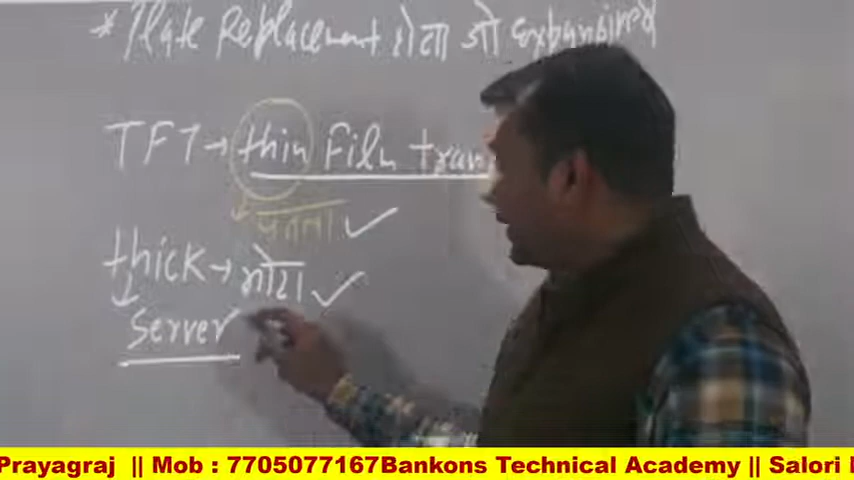 * Plate Replacement होता जो expansive
TFT → thin Film tran
पतला ✓
thick → मोटा ✓
Server
Prayagraj || Mob : 7705077167Bankons Technical Academy || Salori